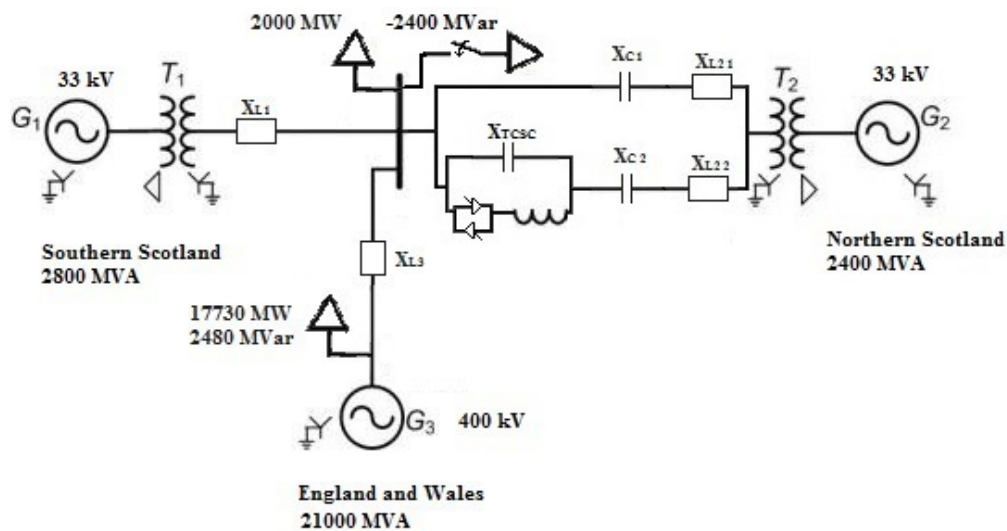 2000 MW
-2400 MVar
33 kV
T1
XL1
G1
XC1
XL21
T2
33 kV
G2
XTCSC
XC2
XL22
Southern Scotland
2800 MVA
XL3
Northern Scotland
2400 MVA
17730 MW
2480 MVar
G3
400 kV
England and Wales
21000 MVA